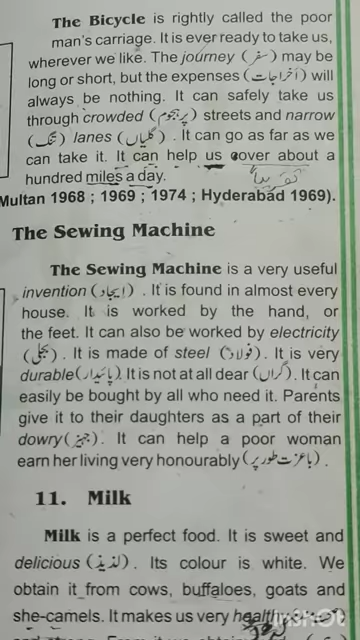 The Bicycle is rightly called the poor
man's carriage. It is ever ready to take us,
wherever we like. The journey (سفر) may be
long or short, but the expenses (اخراجات) will
always be nothing. It can safely take us
through crowded (پرہجوم) streets and narrow
(تنگ) lanes (گلیاں). It can go as far as we
can take it. It can help us cover about a
hundred miles a day. تقریباً
Multan 1968 ; 1969 ; 1974 ; Hyderabad 1969).
The Sewing Machine
The Sewing Machine is a very useful
invention (ایجاد). It is found in almost every
house. It is worked by the hand, or
the feet. It can also be worked by electricity
(بجلی). It is made of steel (فولاد). It is very
durable (پائیدار). It is not at all dear (گراں). It can
easily be bought by all who need it. Parents
give it to their daughters as a part of their
dowry (جہیز). It can help a poor woman
earn her living very honourably (باعزت طور پر).
11. Milk
Milk is a perfect food. It is sweet and
delicious (لذیذ). Its colour is white. We
obtain it from cows, buffaloes, goats and
she-camels. It makes us very healthy